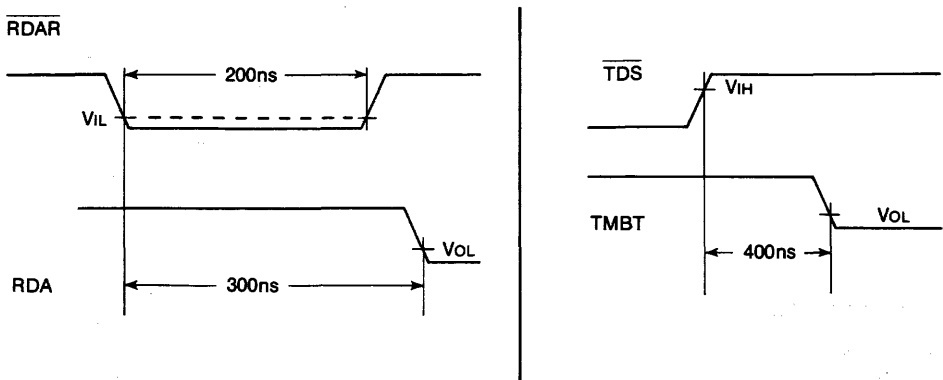 RDAR
200ns
VIL
VOL
RDA
300ns
TDS
VIH
TMBT
VOL
400ns